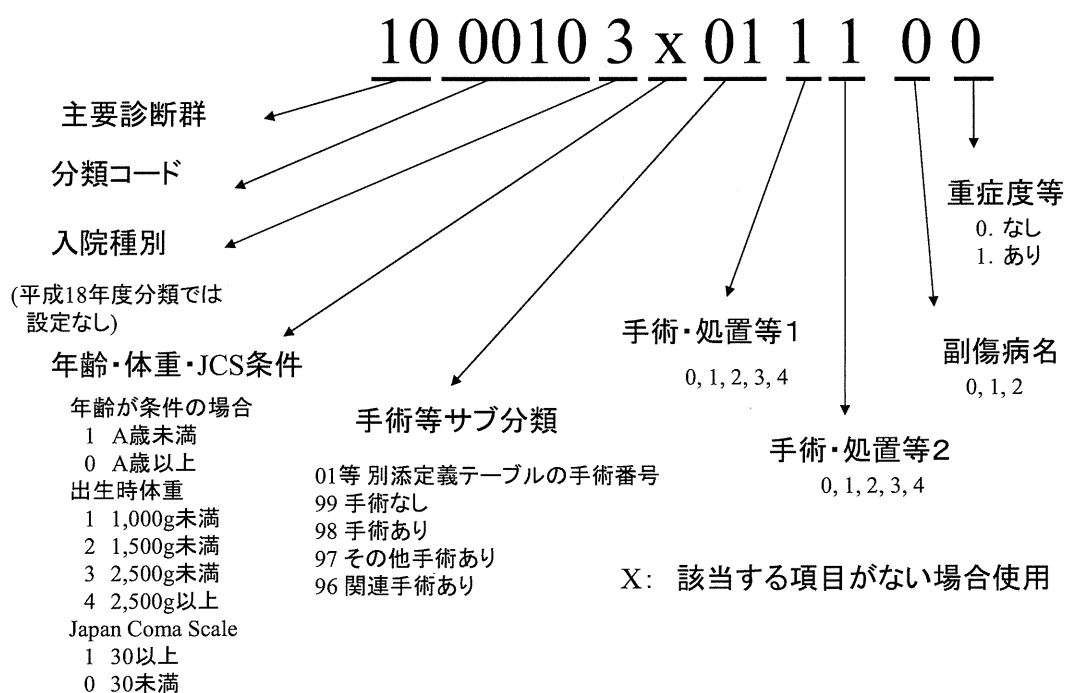 10 0010 3 x 01 1 1 0 0
主要診断群
分類コード
入院種別
(平成18年度分類では
設定なし)
年齢・体重・JCS条件
年齢が条件の場合
1 A歳未満
0 A歳以上
出生時体重
1 1,000g未満
2 1,500g未満
3 2,500g未満
4 2,500g以上
Japan Coma Scale
1 30以上
0 30未満
手術等サブ分類
01等 別添定義テーブルの手術番号
99 手術なし
98 手術あり
97 その他手術あり
96 関連手術あり
手術・処置等1
0, 1, 2, 3, 4
手術・処置等2
0, 1, 2, 3, 4
副傷病名
0, 1, 2
重症度等
0. なし
1. あり
X: 該当する項目がない場合使用